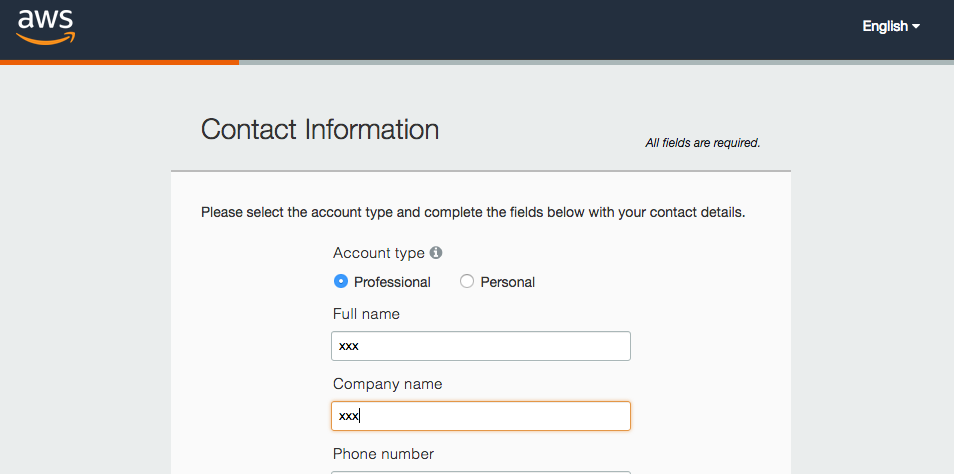 aws
English
Contact Information
All fields are required.
Please select the account type and complete the fields below with your contact details.
Account type
Professional Personal
Full name
xxx
Company name
xxx
Phone number